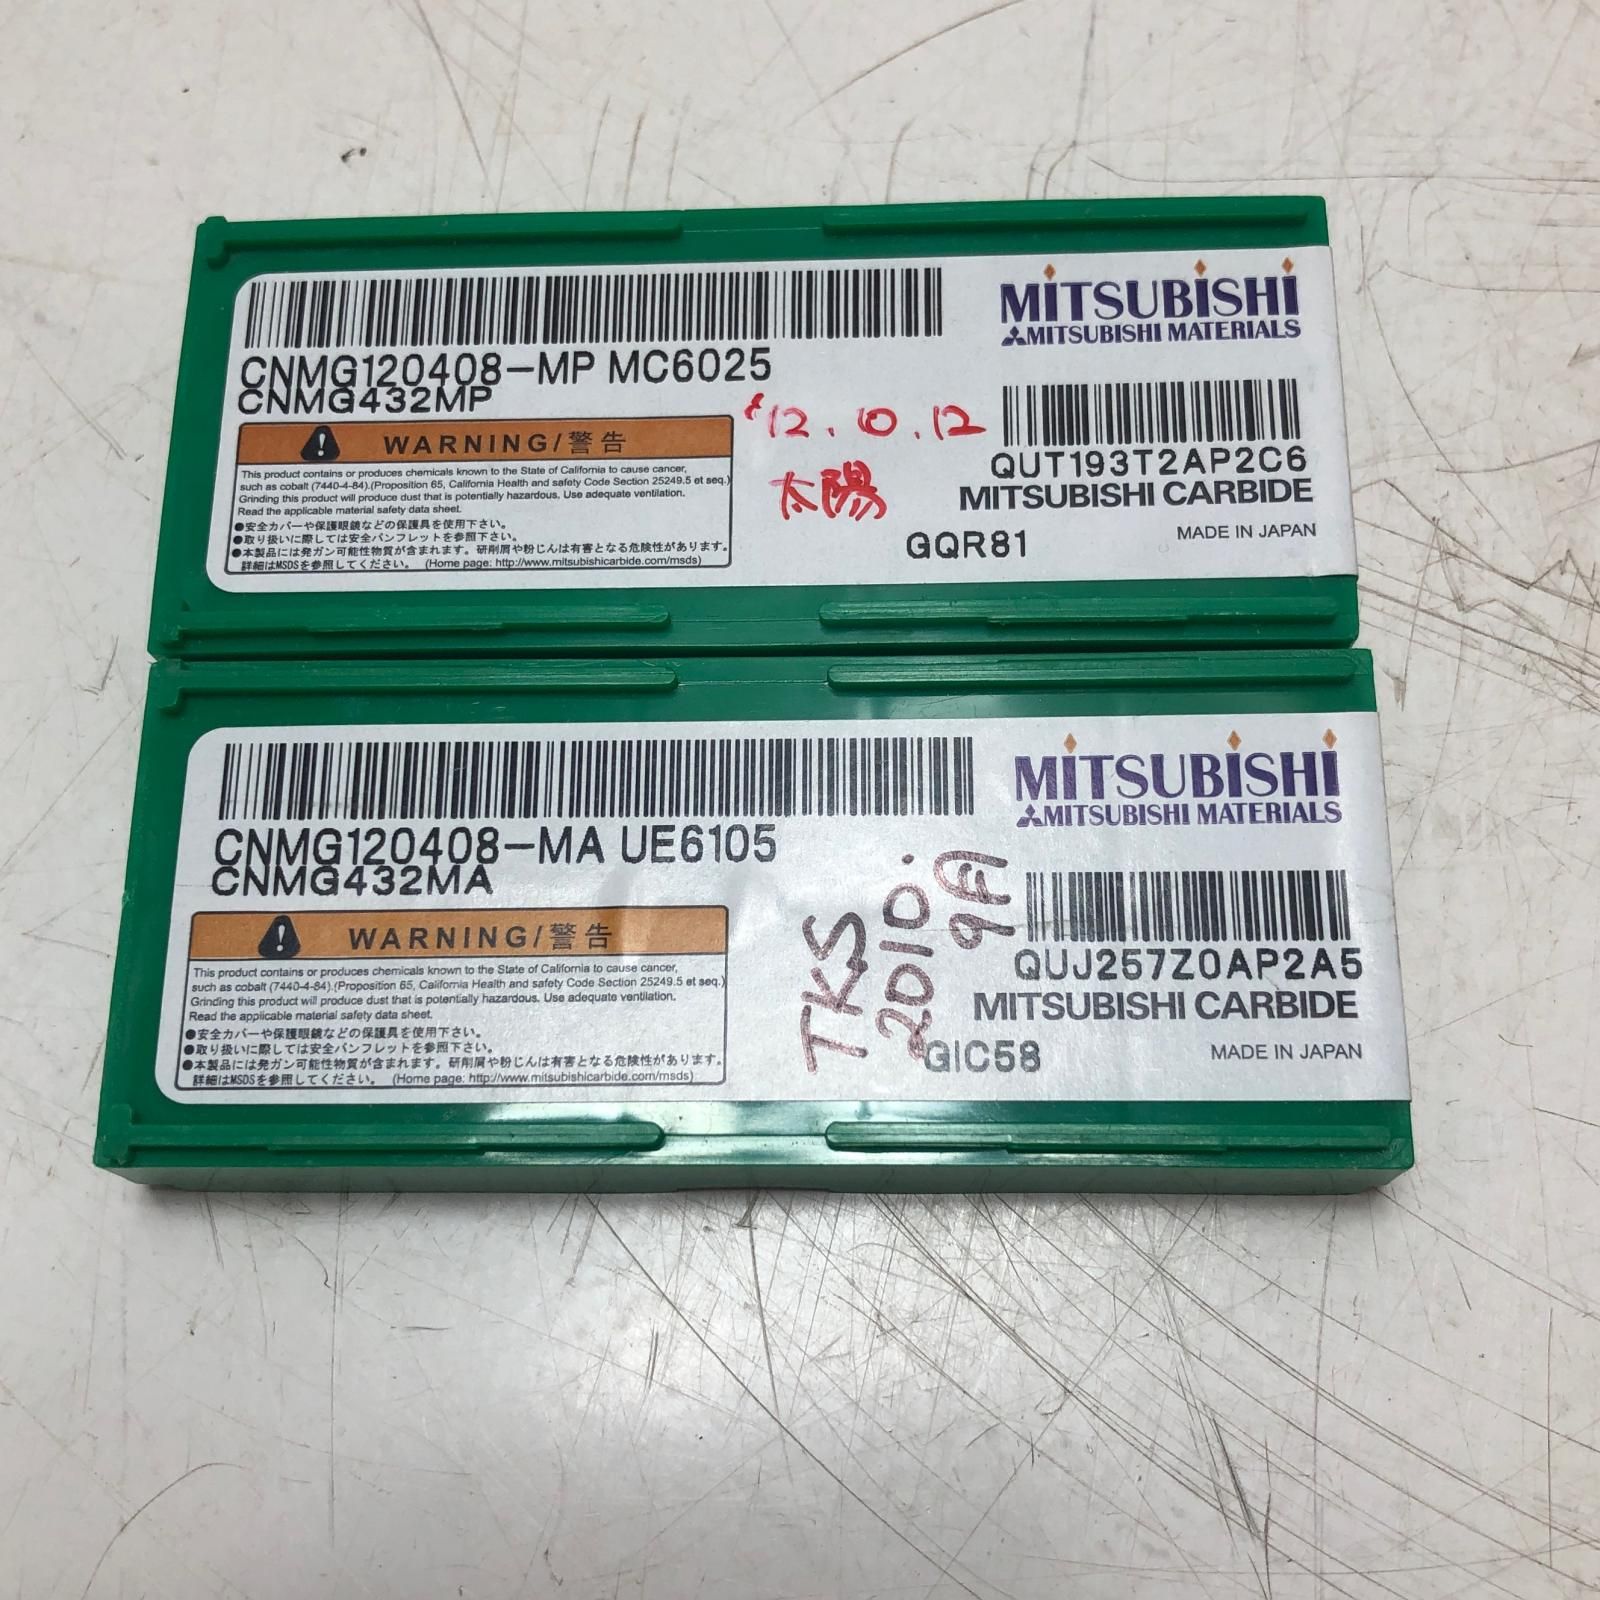 MITSUBISHI
MITSUBISHI MATERIALS
CNMG120408-MP MC6025
CNMG432MP
WARNING/警告
This product contains or produces chemicals known to the State of California to cause cancer,
such as cobalt (7440-4-84).(Proposition 65, California Health and safety Code Section 25249.5 et seq.)
Grinding this product will produce dust that is potentially hazardous. Use adequate ventilation.
Read the applicable material safety data sheet.
●安全カバーや保護眼鏡などの保護具を使用下さい。
●取り扱いに際しては安全パンフレットを参照下さい。
●本製品には発ガン可能性物質が含まれます。研削屑や粉じんは有害となる危険性があります。
詳細はMSDSを参照してください。 (Home page: http://www.mitsubishicarbide.com/msds)
'12.10.12
太陽
QUT193T2AP2C6
MITSUBISHI CARBIDE
GQR81
MADE IN JAPAN
MITSUBISHI
MITSUBISHI MATERIALS
CNMG120408-MA UE6105
CNMG432MA
WARNING/警告
This product contains or produces chemicals known to the State of California to cause cancer,
such as cobalt (7440-4-84).(Proposition 65, California Health and safety Code Section 25249.5 et seq.)
Grinding this product will produce dust that is potentially hazardous. Use adequate ventilation.
Read the applicable material safety data sheet.
●安全カバーや保護眼鏡などの保護具を使用下さい。
●取り扱いに際しては安全パンフレットを参照下さい。
●本製品には発ガン可能性物質が含まれます。研削屑や粉じんは有害となる危険性があります。
詳細はMSDSを参照してください。 (Home page: http://www.mitsubishicarbide.com/msds)
TKS
2010.
9月
QUJ257Z0AP2A5
MITSUBISHI CARBIDE
GIC58
MADE IN JAPAN